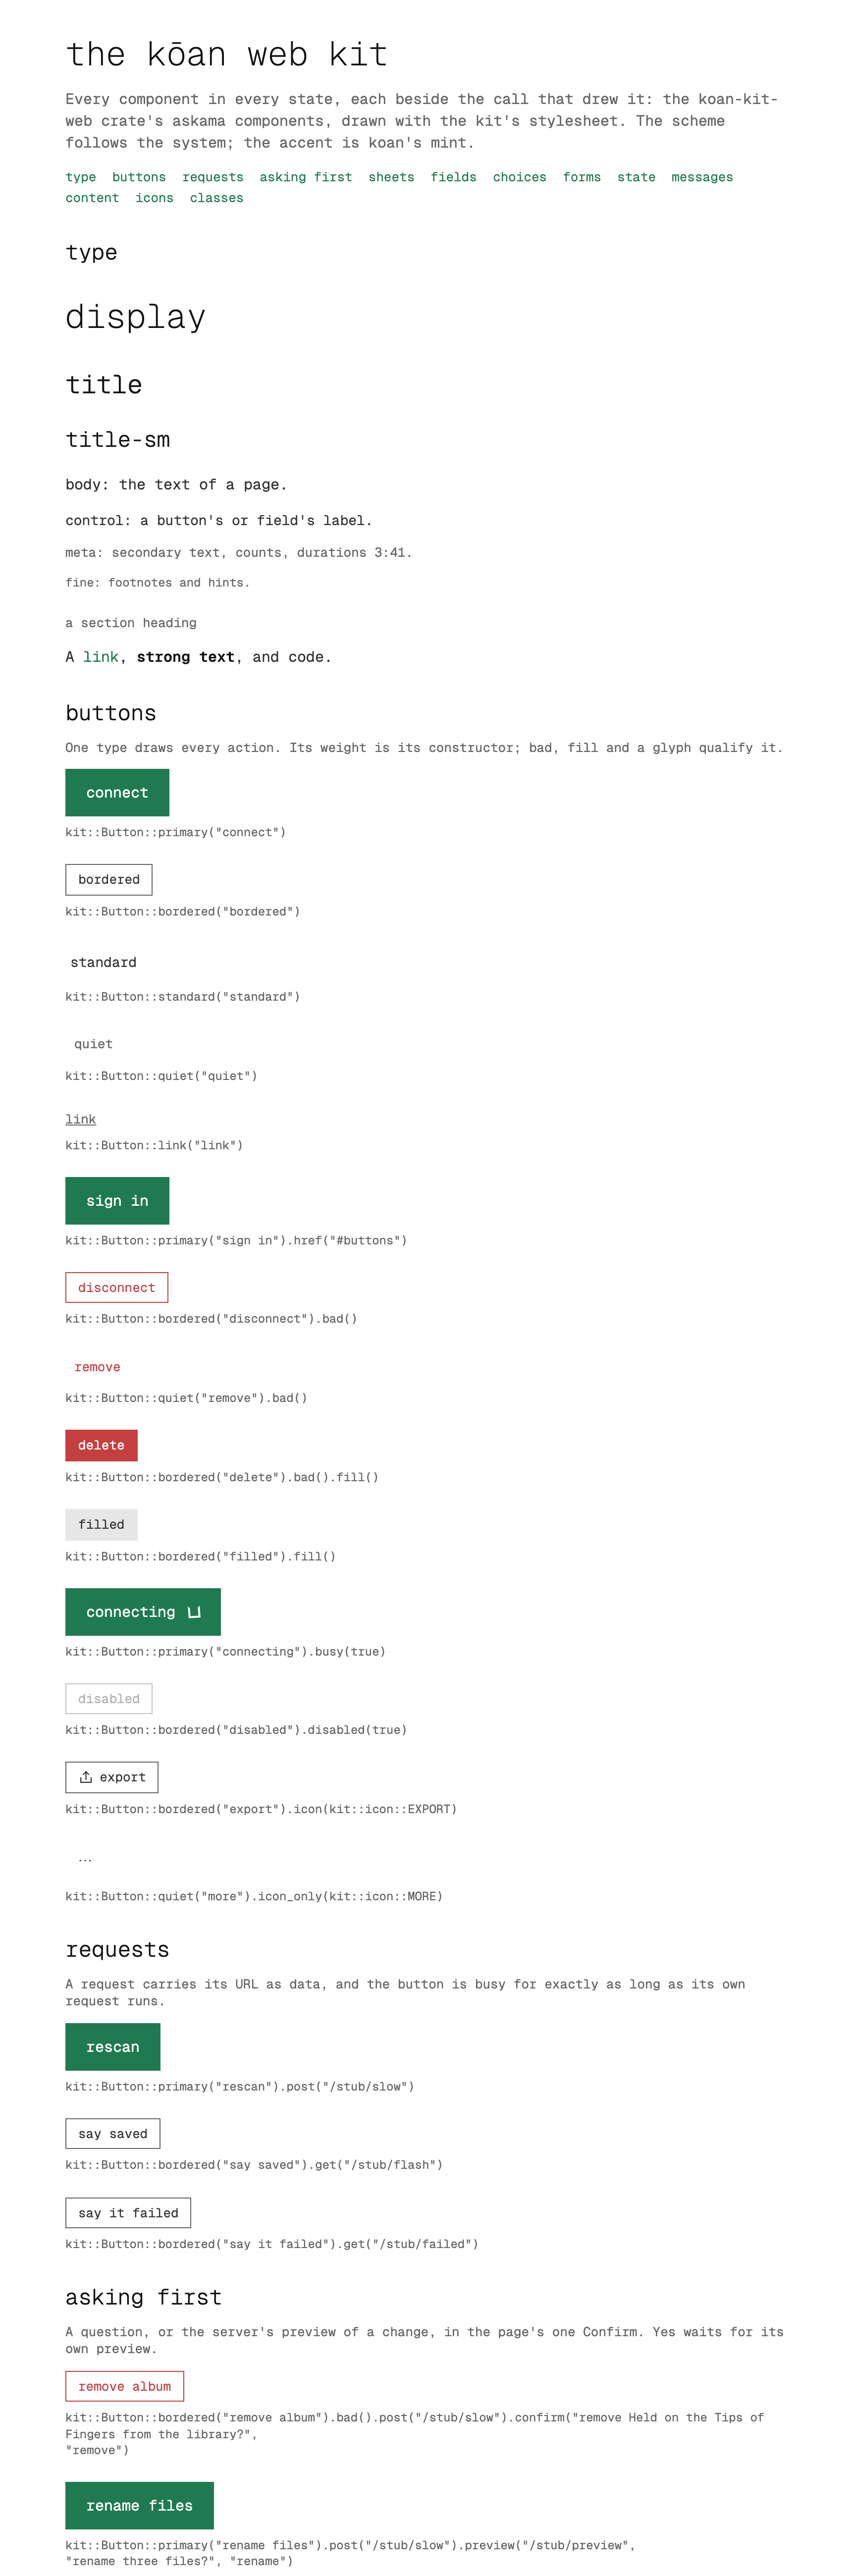 the kōan web kit
Every component in every state, each beside the call that drew it: the koan-kit-
web crate's askama components, drawn with the kit's stylesheet. The scheme
follows the system; the accent is koan's mint.
type buttons requests asking first sheets fields choices forms state messages
content icons classes
type
display
title
title-sm
body: the text of a page.
control: a button's or field's label.
meta: secondary text, counts, durations 3:41.
fine: footnotes and hints.
a section heading
A link, strong text, and code.
buttons
One type draws every action. Its weight is its constructor; bad, fill and a glyph qualify it.
connect
kit::Button::primary("connect")
bordered
kit::Button::bordered("bordered")
standard
kit::Button::standard("standard")
quiet
kit::Button::quiet("quiet")
link
kit::Button::link("link")
sign in
kit::Button::primary("sign in").href("#buttons")
disconnect
kit::Button::bordered("disconnect").bad()
remove
kit::Button::quiet("remove").bad()
delete
kit::Button::bordered("delete").bad().fill()
filled
kit::Button::bordered("filled").fill()
connecting
kit::Button::primary("connecting").busy(true)
disabled
kit::Button::bordered("disabled").disabled(true)
export
kit::Button::bordered("export").icon(kit::icon::EXPORT)
...
kit::Button::quiet("more").icon_only(kit::icon::MORE)
requests
A request carries its URL as data, and the button is busy for exactly as long as its own
request runs.
rescan
kit::Button::primary("rescan").post("/stub/slow")
say saved
kit::Button::bordered("say saved").get("/stub/flash")
say it failed
kit::Button::bordered("say it failed").get("/stub/failed")
asking first
A question, or the server's preview of a change, in the page's one Confirm. Yes waits for its
own preview.
remove album
kit::Button::bordered("remove album").bad().post("/stub/slow").confirm("remove Held on the Tips of
Fingers from the library?",
"remove")
rename files
kit::Button::primary("rename files").post("/stub/slow").preview("/stub/preview",
"rename three files?", "rename")